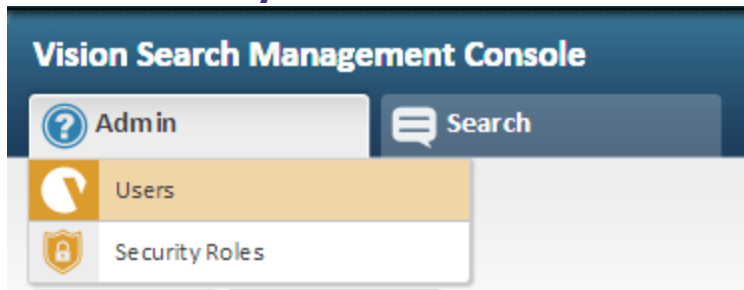 Vision Search Management Console
Admin
Search
Users
Security Roles